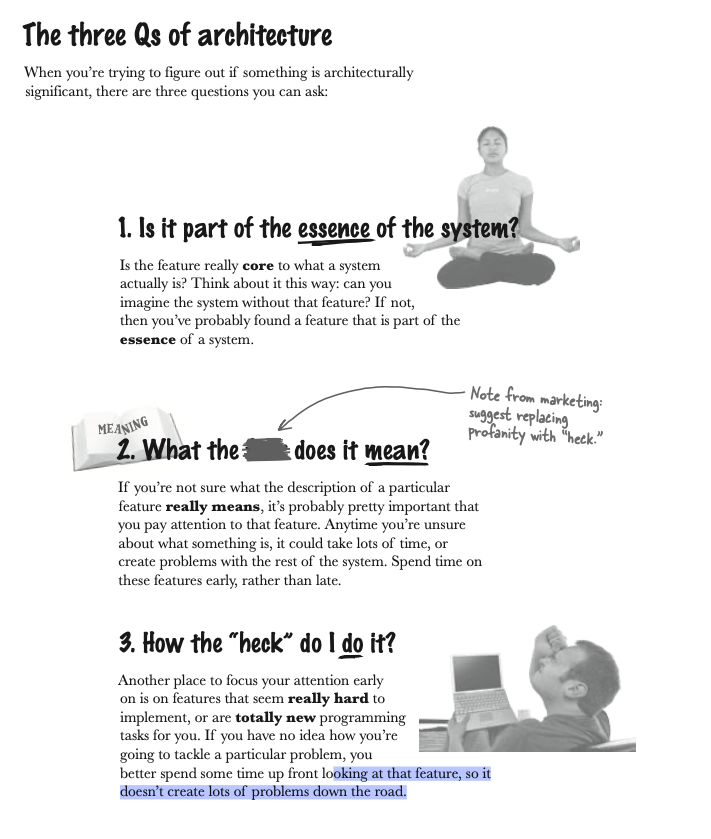 The three Qs of architecture
When you're trying to figure out if something is architecturally
significant, there are three questions you can ask:
1. Is it part of the essence of the system?
Is the feature really core to what a system
actually is? Think about it this way: can you
imagine the system without that feature? If not,
then you've probably found a feature that is part of the
essence of a system.
Note from marketing:
suggest replacing
profanity with "heck."
MEANING
2. What the does it mean?
If you're not sure what the description of a particular
feature really means, it's probably pretty important that
you pay attention to that feature. Anytime you're unsure
about what something is, it could take lots of time, or
create problems with the rest of the system. Spend time on
these features early, rather than late.
3. How the "heck" do I do it?
Another place to focus your attention early
on is on features that seem really hard to
implement, or are totally new programming
tasks for you. If you have no idea how you're
going to tackle a particular problem, you
better spend some time up front looking at that feature, so it
doesn't create lots of problems down the road.